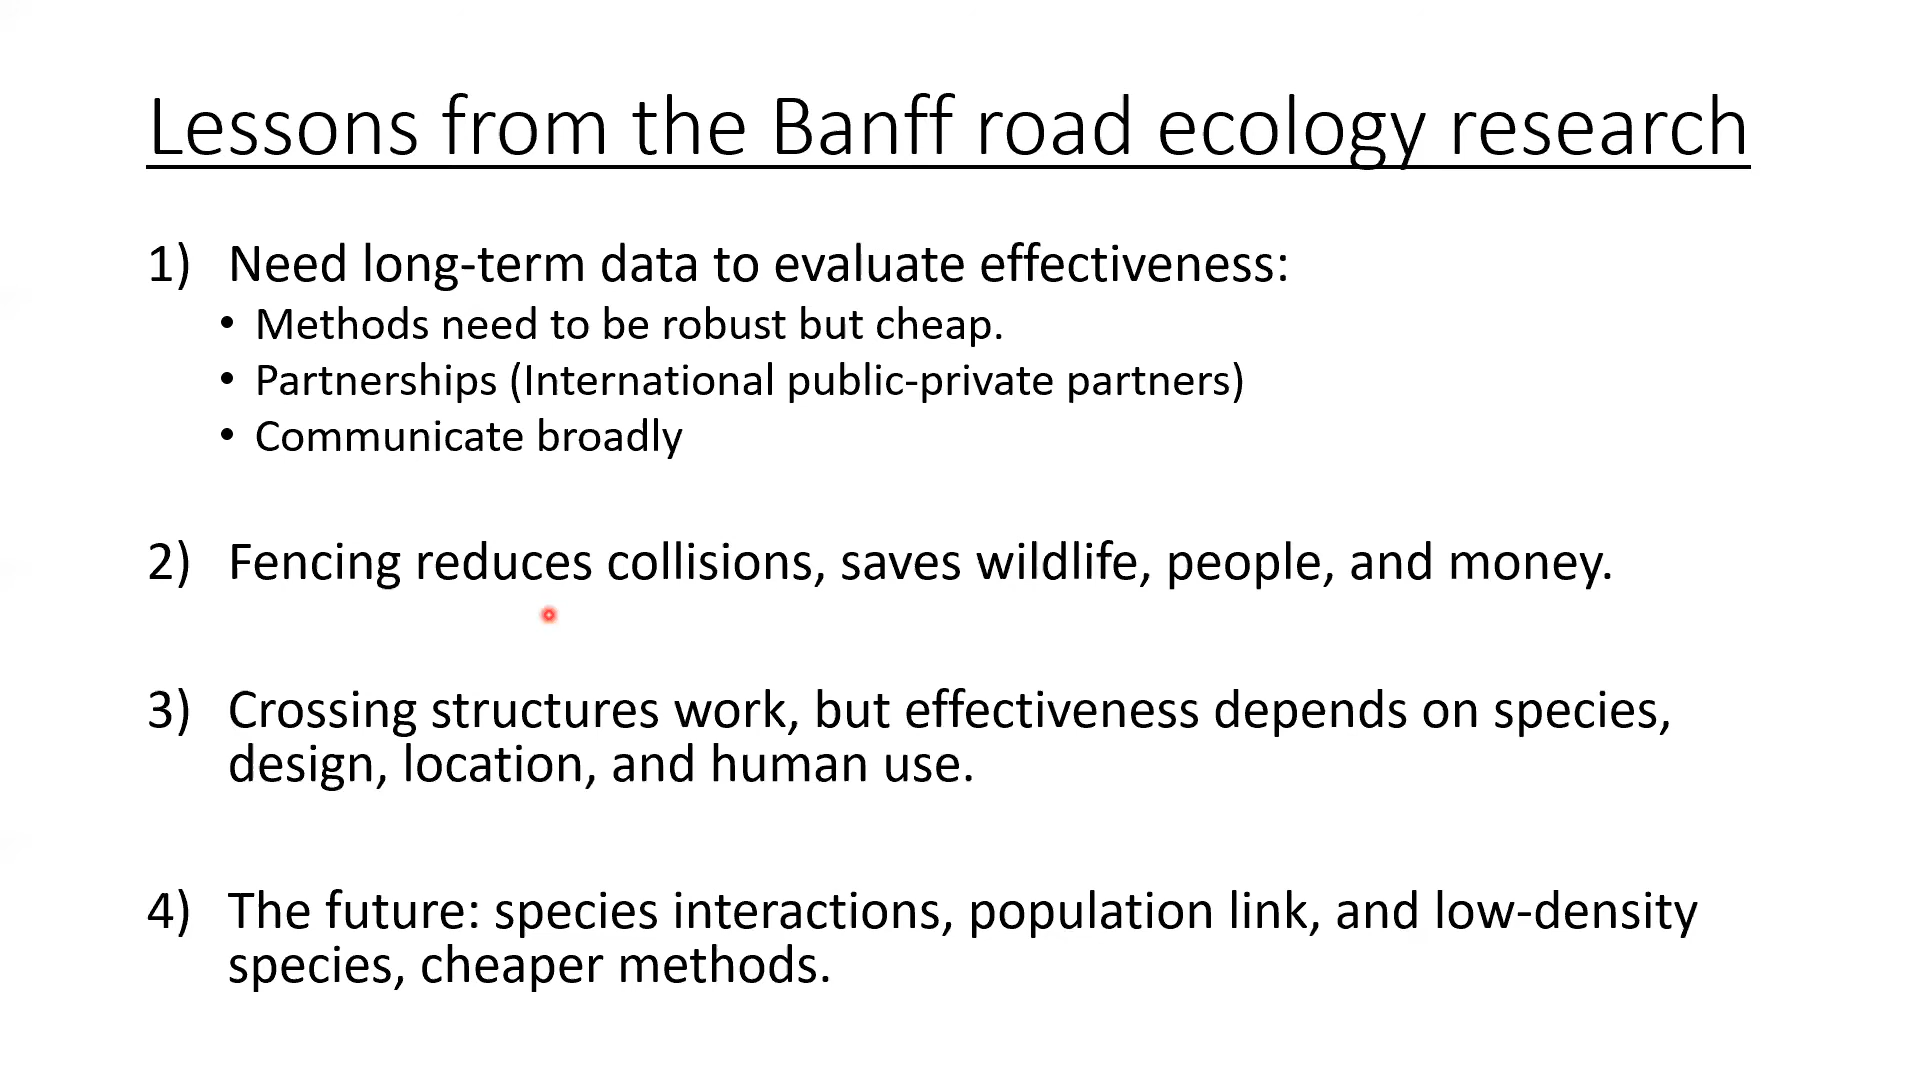 Lessons from the Banff road ecology research
1) Need long-term data to evaluate effectiveness:
• Methods need to be robust but cheap.
• Partnerships (International public-private partners)
• Communicate broadly
2) Fencing reduces collisions, saves wildlife, people, and money.
3) Crossing structures work, but effectiveness depends on species,
design, location, and human use.
4) The future: species interactions, population link, and low-density
species, cheaper methods.